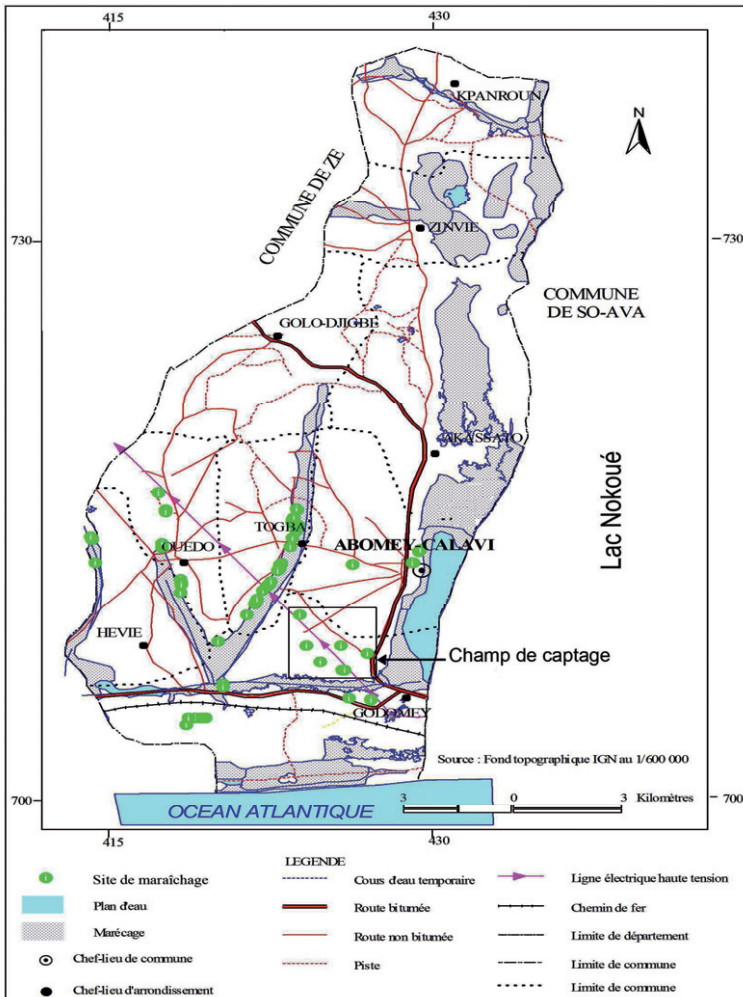 415
430
KPANROUN
N
COMMUNE DE ZE
730
730
ZINVIE
COMMUNE
DE SO-AVA
GOLO-DJIGBE
AKASSATO
Lac Nokoué
TOGBA
ABOMEY-CALAVI
OUEDO
HEVIE
Champ de captage
GODOMEY
Source : Fond topographique IGN au 1/600 000
700
700
OCEAN ATLANTIQUE
3 0 3 Kilomètres
415
430
LEGENDE
Site de maraîchage
Cours d'eau temporaire
Ligne électrique haute tension
Plan d'eau
Route bitumée
Chemin de fer
Marécage
Route non bitumée
Limite de département
Chef-lieu de commune
Piste
Limite de commune
Chef-lieu d'arrondissement
Limite de commune